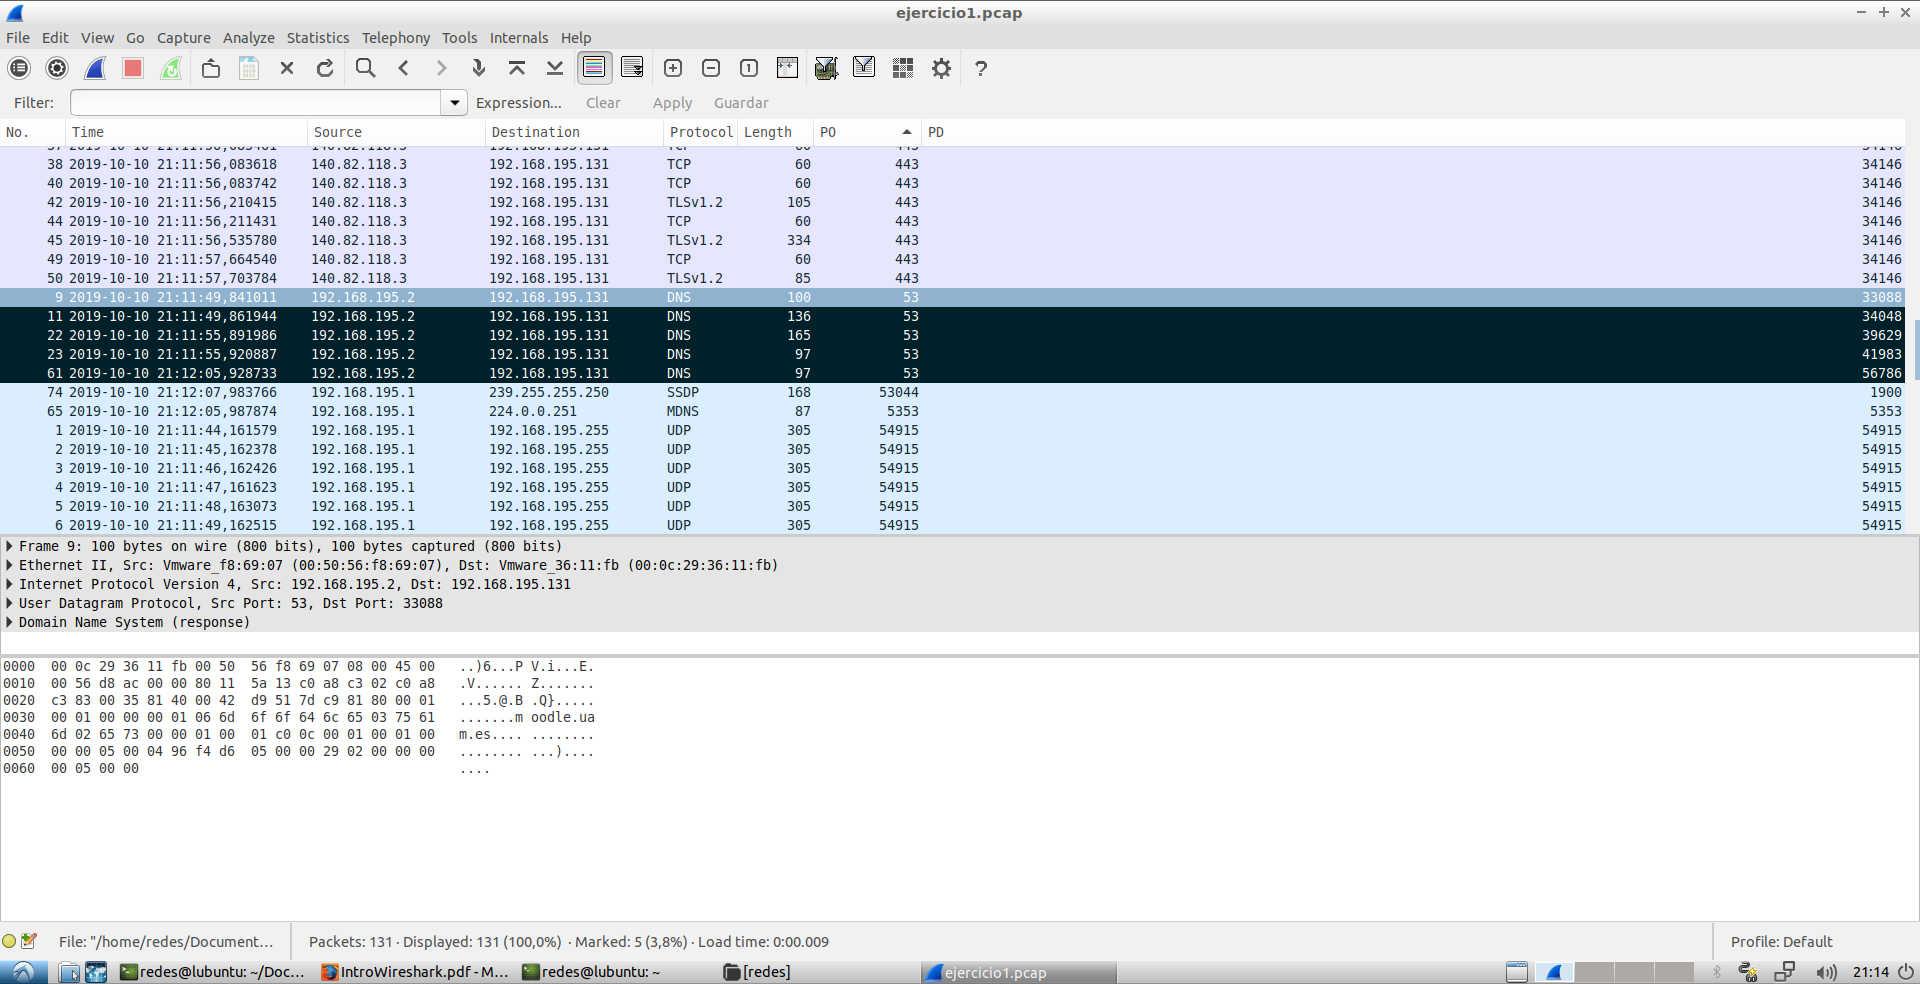 ejercicio1.pcap
File Edit View Go Capture Analyze Statistics Telephony Tools Internals Help
Filter: Expression... Clear Apply Guardar
No. Time Source Destination Protocol Length PO PD
38 2019-10-10 21:11:56,083618 140.82.118.3 192.168.195.131 TCP 60 443 34146
40 2019-10-10 21:11:56,083742 140.82.118.3 192.168.195.131 TCP 60 443 34146
42 2019-10-10 21:11:56,210415 140.82.118.3 192.168.195.131 TLSv1.2 105 443 34146
44 2019-10-10 21:11:56,211431 140.82.118.3 192.168.195.131 TCP 60 443 34146
45 2019-10-10 21:11:56,535780 140.82.118.3 192.168.195.131 TLSv1.2 334 443 34146
49 2019-10-10 21:11:57,664540 140.82.118.3 192.168.195.131 TCP 60 443 34146
50 2019-10-10 21:11:57,703784 140.82.118.3 192.168.195.131 TLSv1.2 85 443 34146
9 2019-10-10 21:11:49,841011 192.168.195.2 192.168.195.131 DNS 100 53 33088
11 2019-10-10 21:11:49,861944 192.168.195.2 192.168.195.131 DNS 136 53 34048
22 2019-10-10 21:11:55,891986 192.168.195.2 192.168.195.131 DNS 165 53 39629
23 2019-10-10 21:11:55,920887 192.168.195.2 192.168.195.131 DNS 97 53 41983
61 2019-10-10 21:12:05,928733 192.168.195.2 192.168.195.131 DNS 97 53 56786
74 2019-10-10 21:12:07,983766 192.168.195.1 239.255.255.250 SSDP 168 53044 1900
65 2019-10-10 21:12:05,987874 192.168.195.1 224.0.0.251 MDNS 87 5353 5353
1 2019-10-10 21:11:44,161579 192.168.195.1 192.168.195.255 UDP 305 54915 54915
2 2019-10-10 21:11:45,162378 192.168.195.1 192.168.195.255 UDP 305 54915 54915
3 2019-10-10 21:11:46,162426 192.168.195.1 192.168.195.255 UDP 305 54915 54915
4 2019-10-10 21:11:47,161623 192.168.195.1 192.168.195.255 UDP 305 54915 54915
5 2019-10-10 21:11:48,163073 192.168.195.1 192.168.195.255 UDP 305 54915 54915
6 2019-10-10 21:11:49,162515 192.168.195.1 192.168.195.255 UDP 305 54915 54915
Frame 9: 100 bytes on wire (800 bits), 100 bytes captured (800 bits)
Ethernet II, Src: Vmware_f8:69:07 (00:50:56:f8:69:07), Dst: Vmware_36:11:fb (00:0c:29:36:11:fb)
Internet Protocol Version 4, Src: 192.168.195.2, Dst: 192.168.195.131
User Datagram Protocol, Src Port: 53, Dst Port: 33088
Domain Name System (response)
0000 00 0c 29 36 11 fb 00 50 56 f8 69 07 08 00 45 00 ..)6...P V.i...E.
0010 00 56 d8 ac 00 00 80 11 5a 13 c0 a8 c3 02 c0 a8 .V...... Z.......
0020 c3 83 00 35 81 40 00 42 d9 51 7d c9 81 80 00 01 ...5.@.B .Q}.....
0030 00 01 00 00 00 01 06 6d 6f 6f 64 6c 65 03 75 61 .......m oodle.ua
0040 6d 02 65 73 00 00 01 00 01 c0 0c 00 01 00 01 00 m.es.... ........
0050 00 00 05 00 04 96 f4 d6 05 00 00 29 02 00 00 00 ........ ...)....
0060 00 05 00 00 ....
File: "/home/redes/Document... Packets: 131 · Displayed: 131 (100,0%) · Marked: 5 (3,8%) · Load time: 0:00.009 Profile: Default
redes@lubuntu: ~/Doc... IntroWireshark.pdf - M... redes@lubuntu: ~ [redes] ejercicio1.pcap 21:14